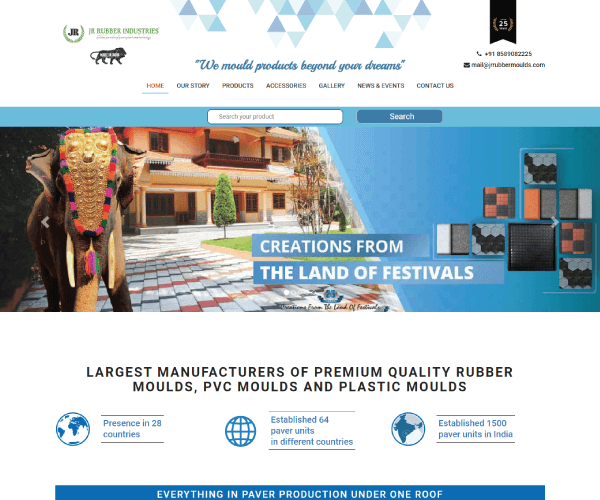 JR
JR RUBBER INDUSTRIES
25
"We mould products beyond your dreams"
+91 8589082225
mail@jrrubbermoulds.com
HOME OUR STORY PRODUCTS ACCESSORIES GALLERY NEWS & EVENTS CONTACT US
Search your product Search
CREATIONS FROM
THE LAND OF FESTIVALS
Creations From The Land Of Festivals
LARGEST MANUFACTURERS OF PREMIUM QUALITY RUBBER
MOULDS, PVC MOULDS AND PLASTIC MOULDS
Presence in 28
countries
Established 64
paver units
in different countries
Established 1500
paver units in India
EVERYTHING IN PAVER PRODUCTION UNDER ONE ROOF